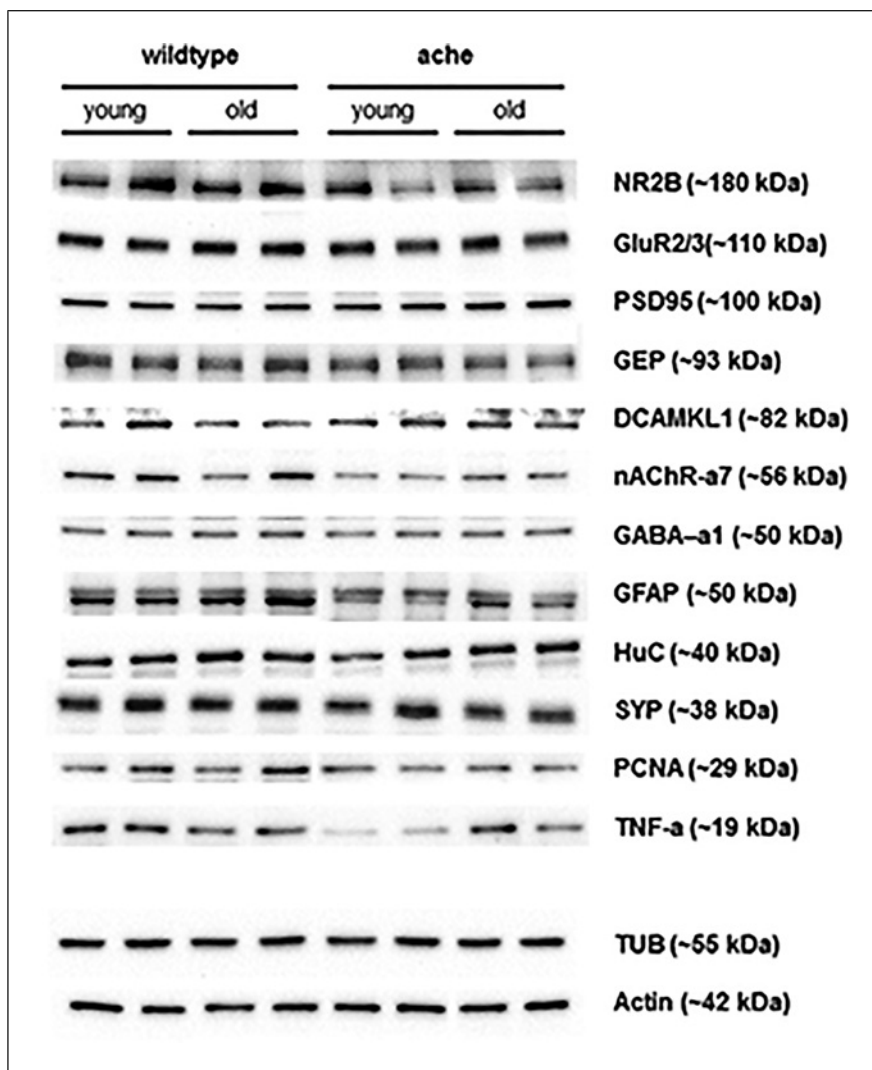 wildtype ache
young old young old
NR2B (~180 kDa)
GluR2/3(~110 kDa)
PSD95 (~100 kDa)
GEP (~93 kDa)
DCAMKL1 (~82 kDa)
nAChR-a7 (~56 kDa)
GABA–a1 (~50 kDa)
GFAP (~50 kDa)
HuC (~40 kDa)
SYP (~38 kDa)
PCNA (~29 kDa)
TNF-a (~19 kDa)
TUB (~55 kDa)
Actin (~42 kDa)